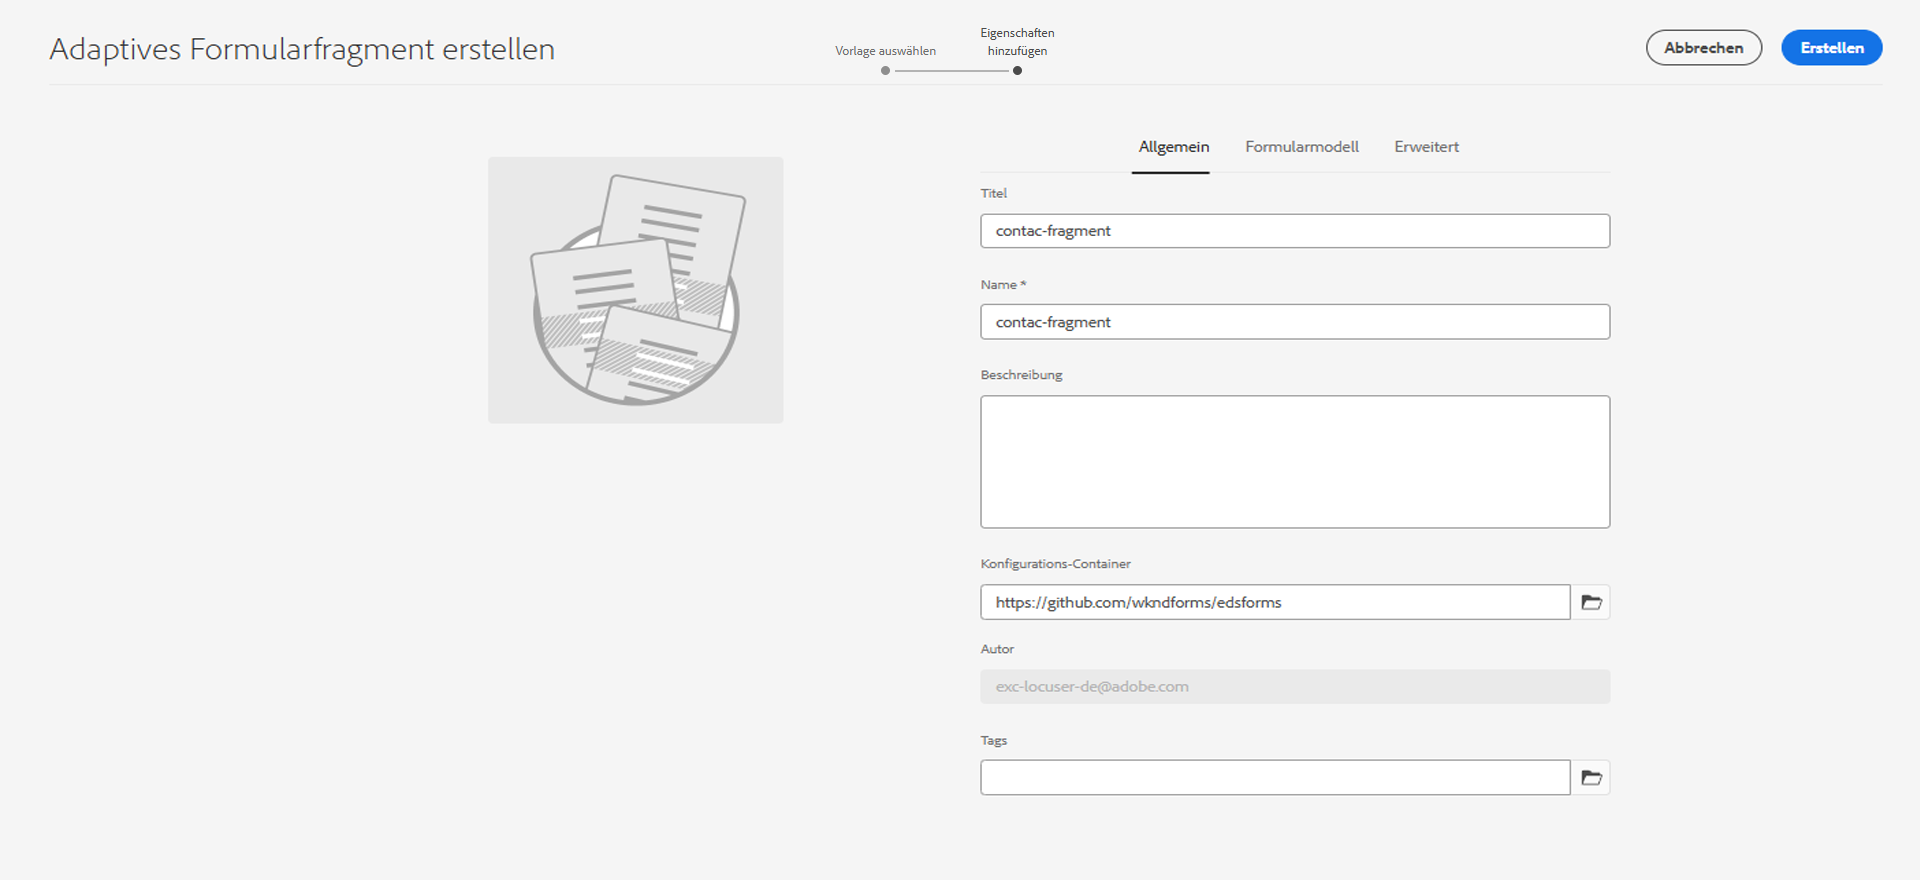 Adaptives Formularfragment erstellen
Vorlage auswählen
Eigenschaften
hinzufügen
Abbrechen
Erstellen
Allgemein
Formularmodell
Erweitert
Titel
contac-fragment
Name *
contac-fragment
Beschreibung
Konfigurations-Container
https://github.com/wkndforms/edsforms
Autor
exc-locuser-de@adobe.com
Tags